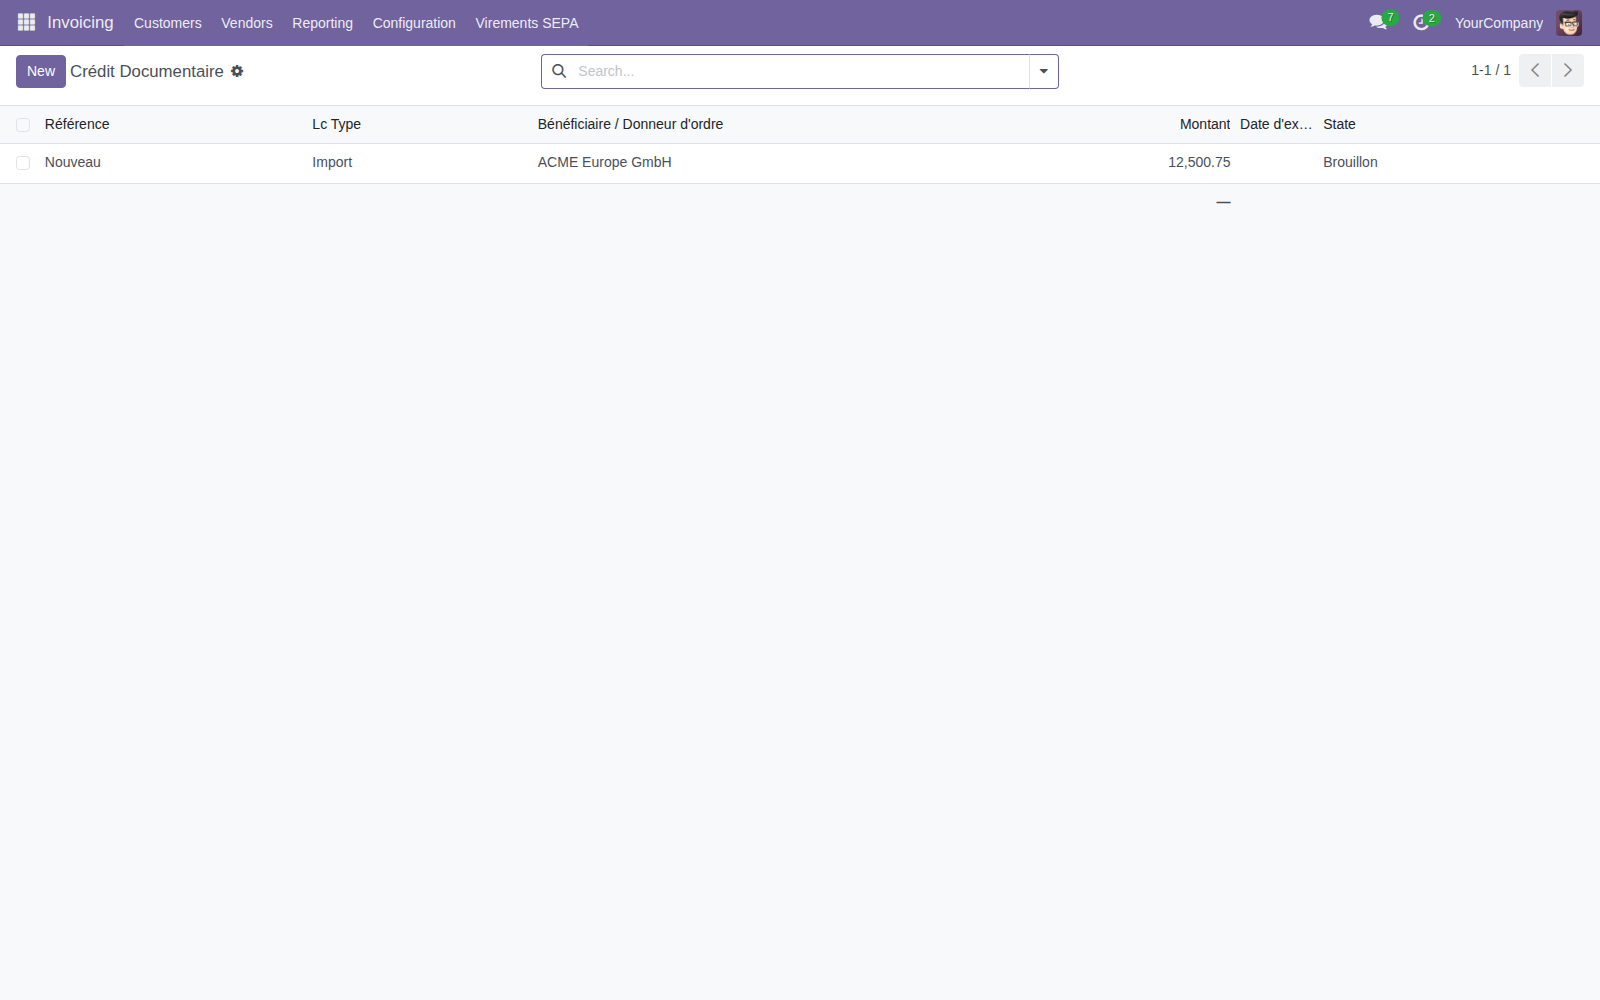 Invoicing Customers Vendors Reporting Configuration Virements SEPA 7 2 YourCompany
New Crédit Documentaire Search... 1-1 / 1
Référence Lc Type Bénéficiaire / Donneur d'ordre Montant Date d'ex... State
Nouveau Import ACME Europe GmbH 12,500.75 Brouillon
—